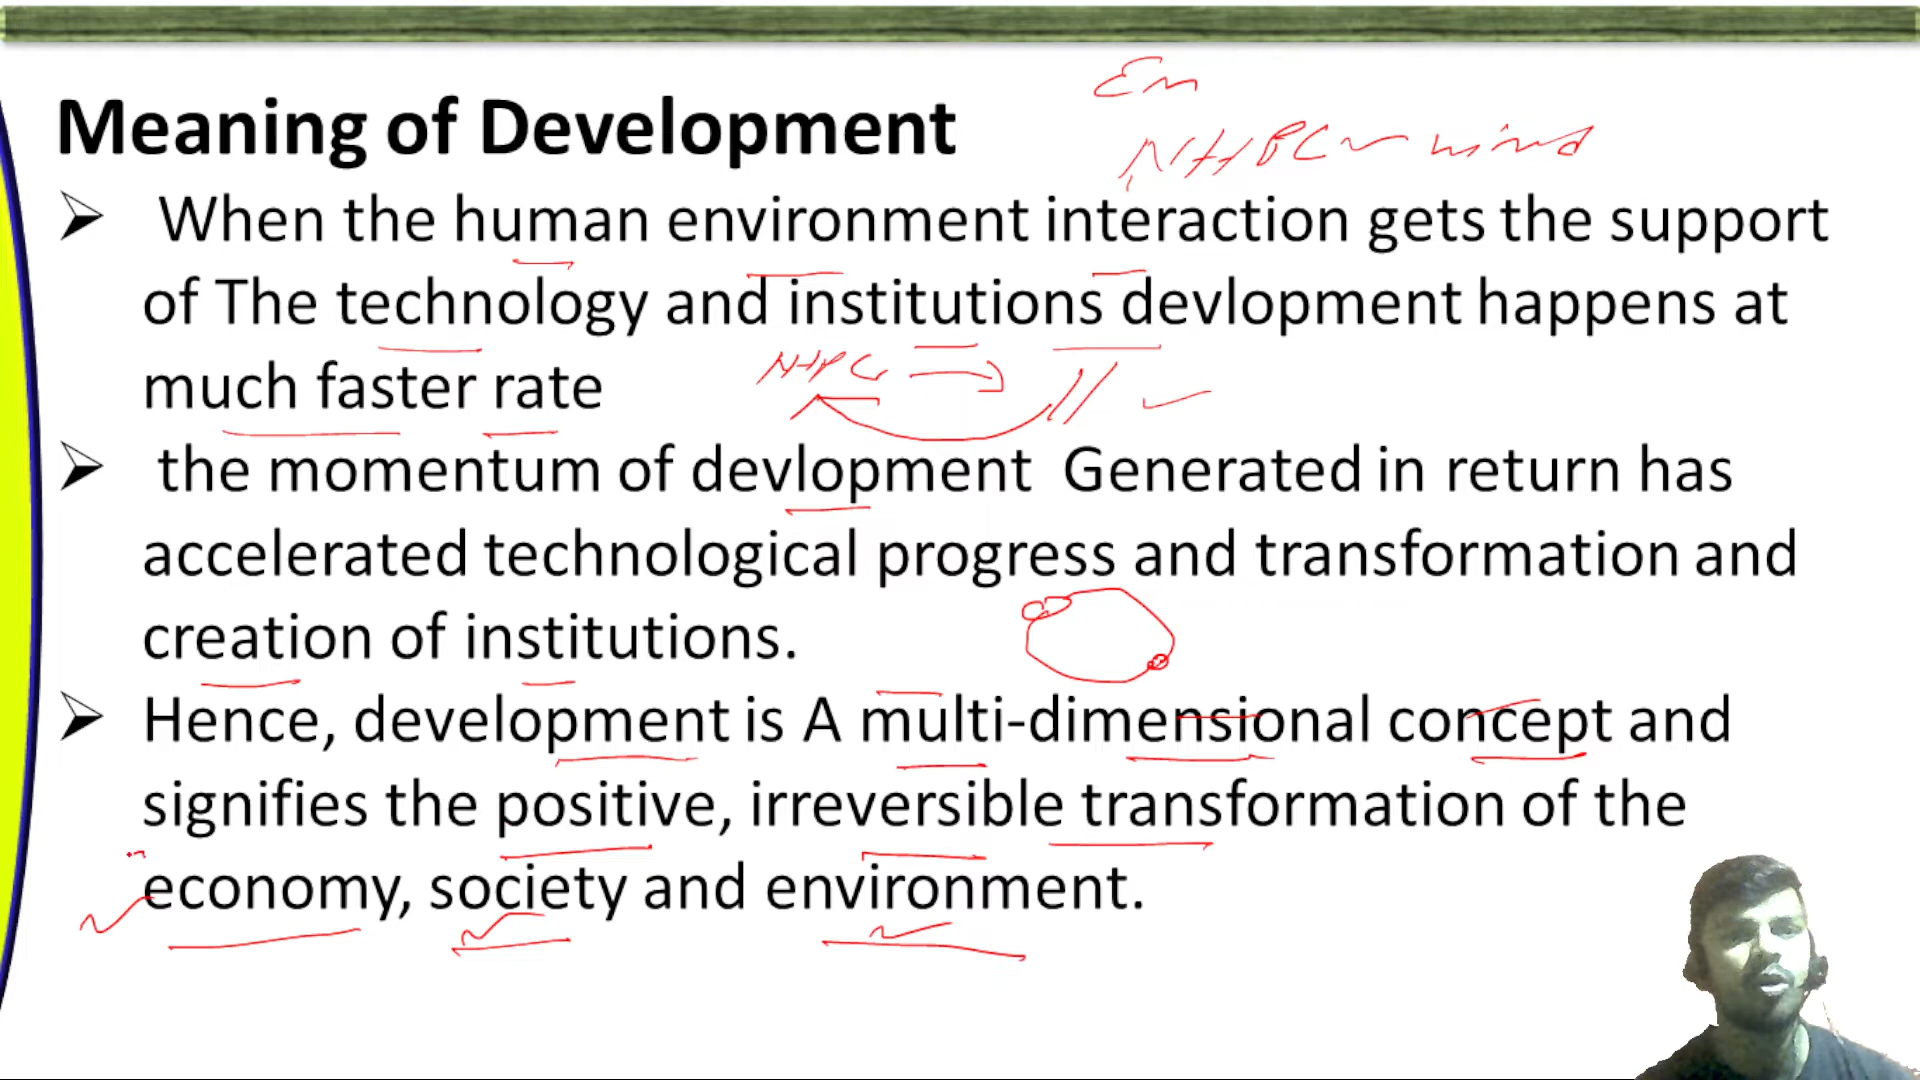 Meaning of Development
When the human environment interaction gets the support
of The technology and institutions devlopment happens at
much faster rate
the momentum of devlopment Generated in return has
accelerated technological progress and transformation and
creation of institutions.
Hence, development is A multi-dimensional concept and
signifies the positive, irreversible transformation of the
economy, society and environment.